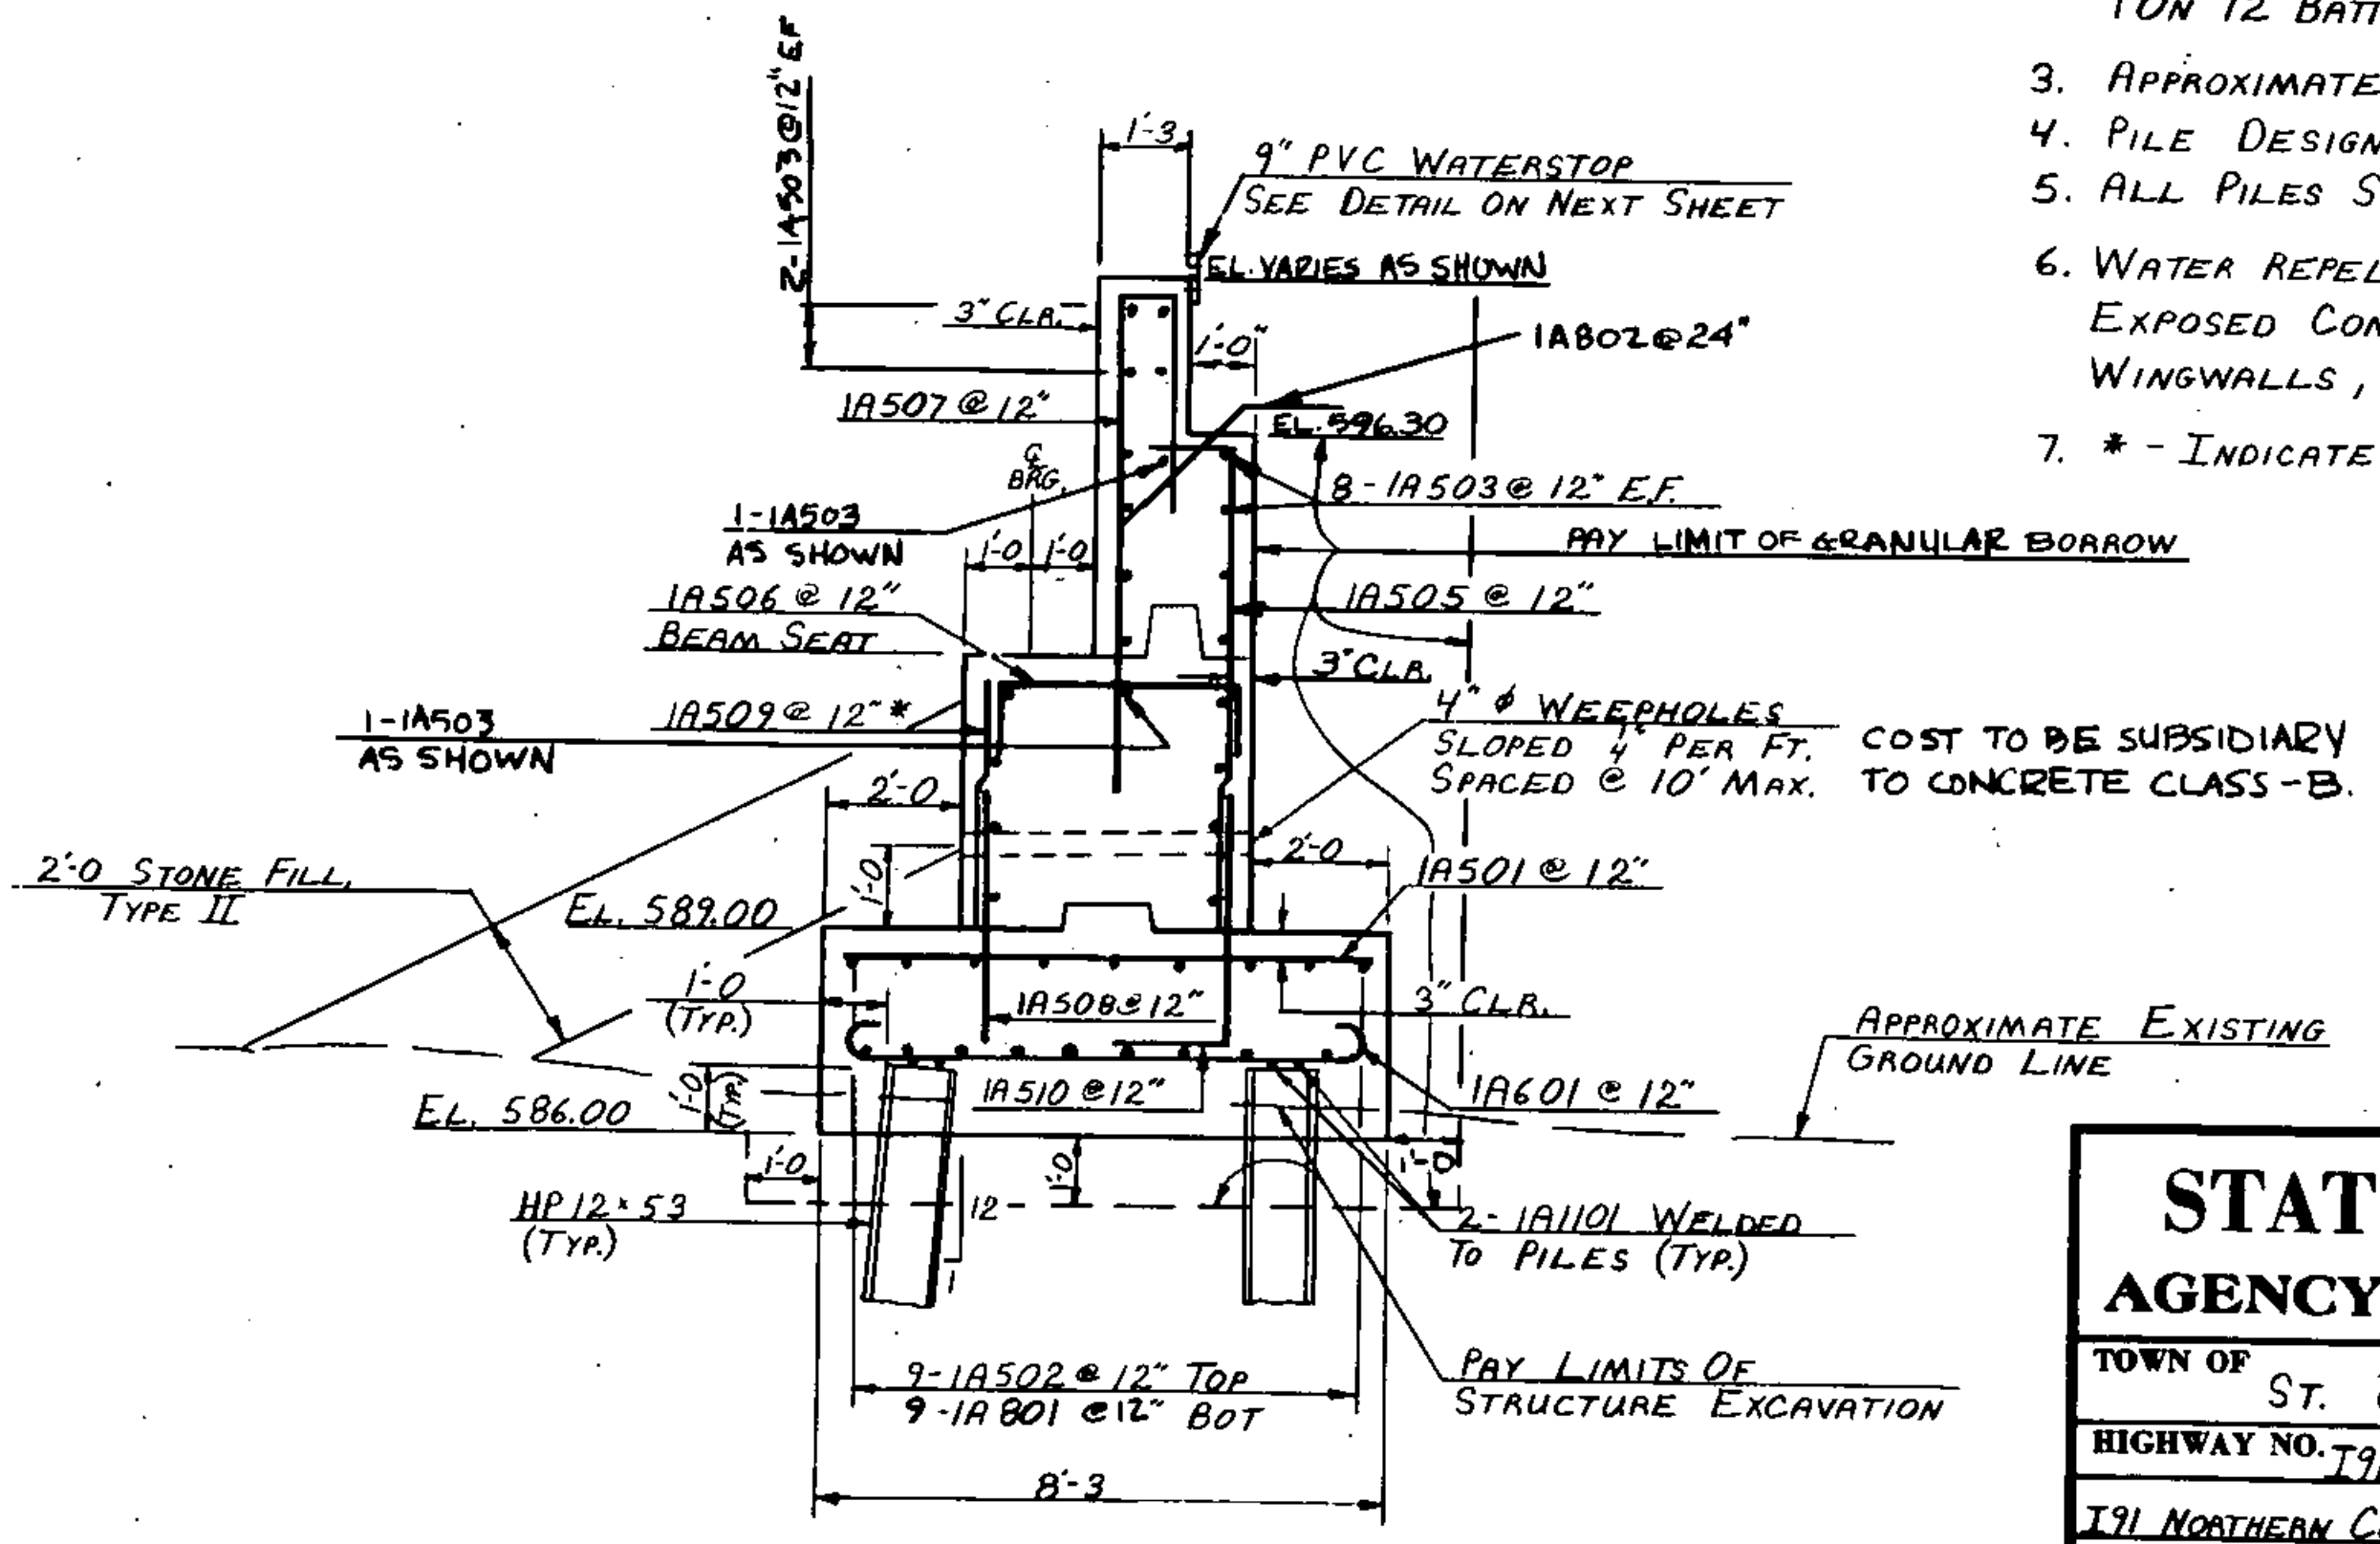 TON 12 BATT
3. APPROXIMATE
4. PILE DESIGN
5. ALL PILES S
6. WATER REPEL
EXPOSED CON
WINGWALLS,
7. * - INDICATE
2-1A503@12" EF
1'-3
9" PVC WATERSTOP
SEE DETAIL ON NEXT SHEET
EL. VARIES AS SHOWN
3" CLR.
1'-0"
1A802@24"
1A507 @ 12"
EL. 596.30
℄
BRG.
8-1A503 @ 12" E.F.
1-1A503
AS SHOWN
1'-0 1'-0
PAY LIMIT OF GRANULAR BORROW
1A506 @ 12"
1A505 @ 12"
BEAM SEAT
3" CLR.
1A509 @ 12" *
1-1A503
AS SHOWN
4" ϕ WEEPHOLES
SLOPED 4" PER FT.
SPACED @ 10' MAX.
COST TO BE SUBSIDIARY
TO CONCRETE CLASS-B.
2'-0
2'-0
1'-0
1A501 @ 12"
2'-0 STONE FILL,
TYPE II
EL. 589.00
1'-0
(TYP.)
1A508 @ 12"
3" CLR.
APPROXIMATE EXISTING
GROUND LINE
1'-0
(TYP.)
1A510 @ 12"
1A601 @ 12"
EL. 586.00
1'-0
1'-0
1'-0
HP 12×53
(TYP.)
12
1
2-1A1101 WELDED
TO PILES (TYP.)
9-1A502 @ 12" TOP
9-1A801 @ 12" BOT
PAY LIMITS OF
STRUCTURE EXCAVATION
8'-3
STAT
AGENCY
TOWN OF ST.
HIGHWAY NO. I91
I91 NORTHERN C